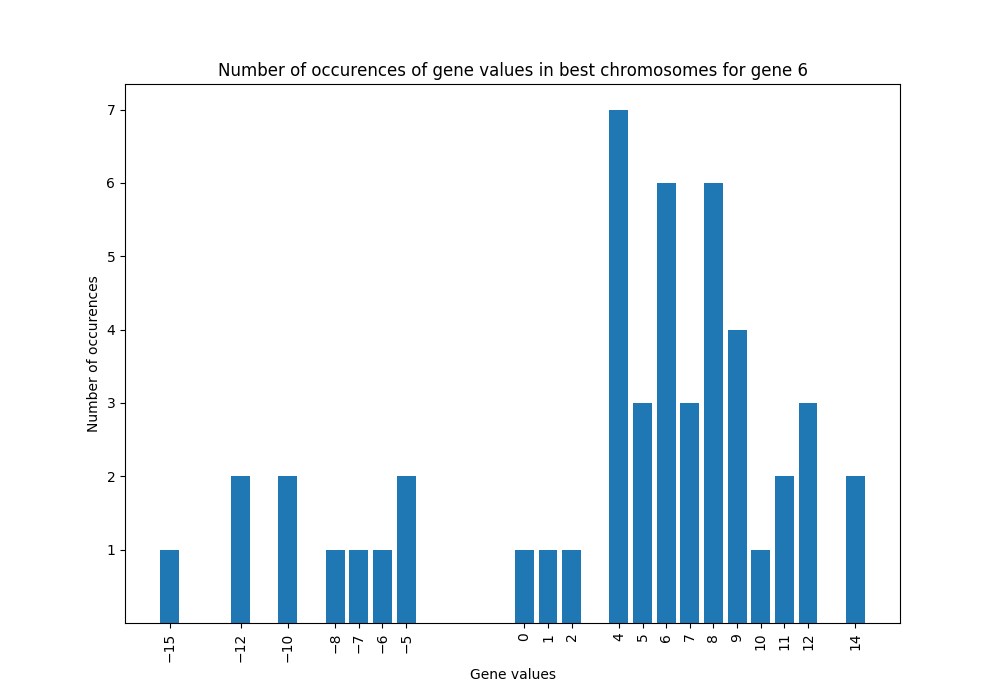 Number of occurences of gene values in best chromosomes for gene 6
7
6
5
4
3
2
1
Number of occurences
−15 −12 −10 −8 −7 −6 −5 0 1 2 4 5 6 7 8 9 10 11 12 14
Gene values